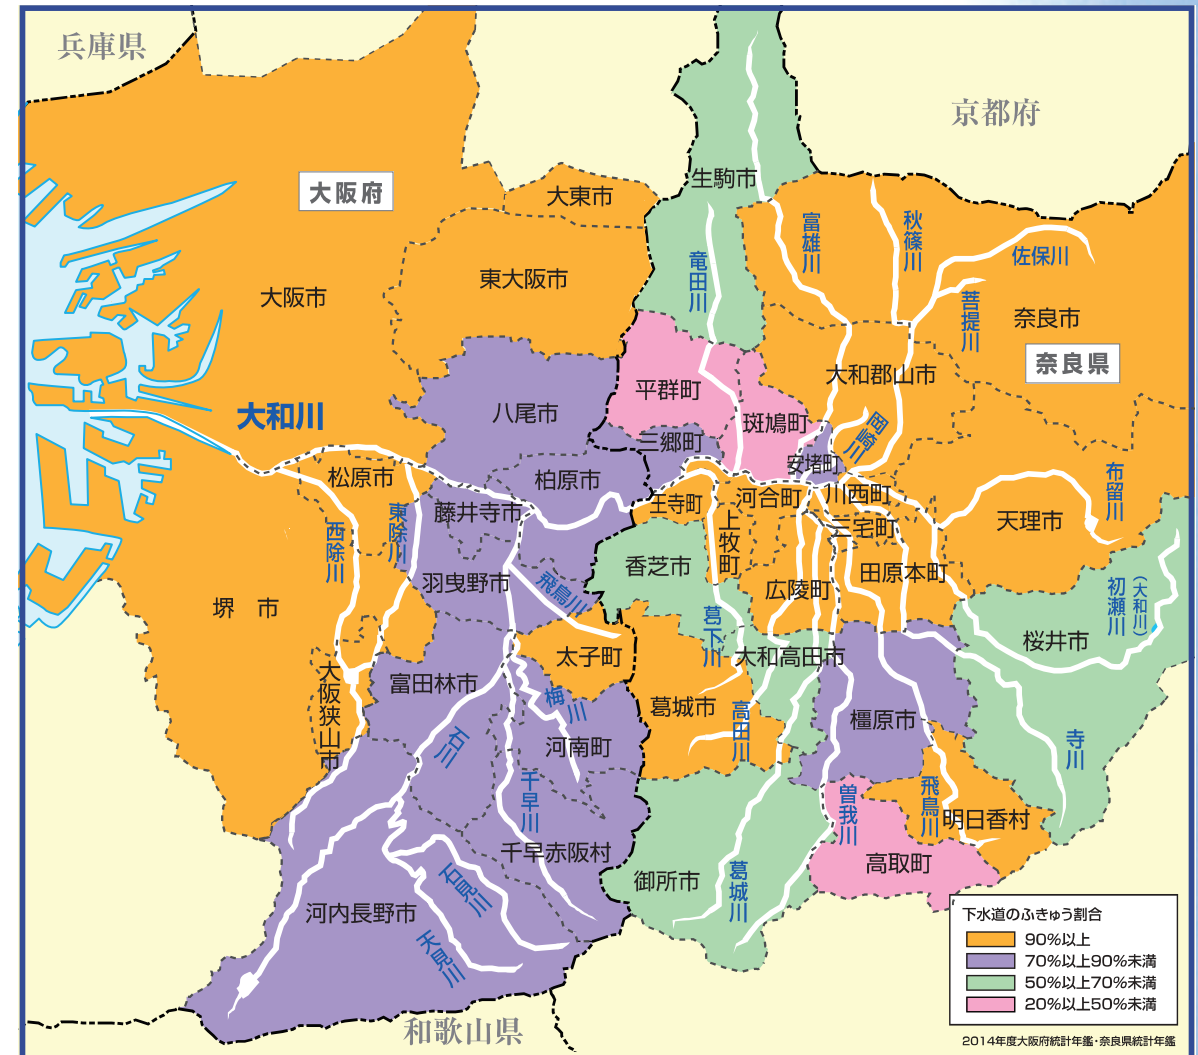 兵庫県
京都府
大阪府
大東市
生駒市
富雄川
秋篠川
佐保川
竜田川
東大阪市
大阪市
菩提川
奈良市
奈良県
大和郡山市
平群町
斑鳩町
大和川
八尾市
三郷町
岡崎川
安堵町
松原市
柏原市
王寺町
河合町
川西町
布留川
藤井寺市
東除川
西除川
上牧町
三宅町
天理市
香芝市
羽曳野市
飛鳥川
広陵町
田原本町
堺 市
葛下川
初瀬川
(大和川)
桜井市
太子町
大和高田市
大阪狭山市
富田林市
梅川
葛城市
高田川
橿原市
石川
河南町
寺川
千早川
曽我川
飛鳥川
明日香村
千早赤阪村
高取町
御所市
葛城川
石見川
河内長野市
天見川
和歌山県
下水道のふきゅう割合
90%以上
70%以上90%未満
50%以上70%未満
20%以上50%未満
2014年度大阪府統計年鑑・奈良県統計年鑑